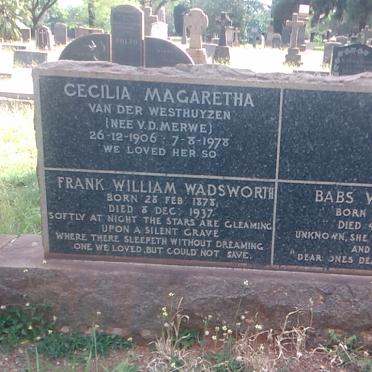 CECILIA MAGARETHA
VAN DER WESTHUYZEN
(NEE V.D. MERWE)
26-12-1906 7-8-1978
WE LOVED HER SO
FRANK WILLIAM WADSWORTH
BORN 28 FEB: 1878,
DIED 8 DEC: 1937.
SOFTLY AT NIGHT THE STARS ARE GLEAMING
UPON A SILENT GRAVE
WHERE THERE SLEEPETH WITHOUT DREAMING
ONE WE LOVED, BUT COULD NOT SAVE.
BABS W
BORN
DIED
UNKNOWN, SHE
AND
DEAR ONES